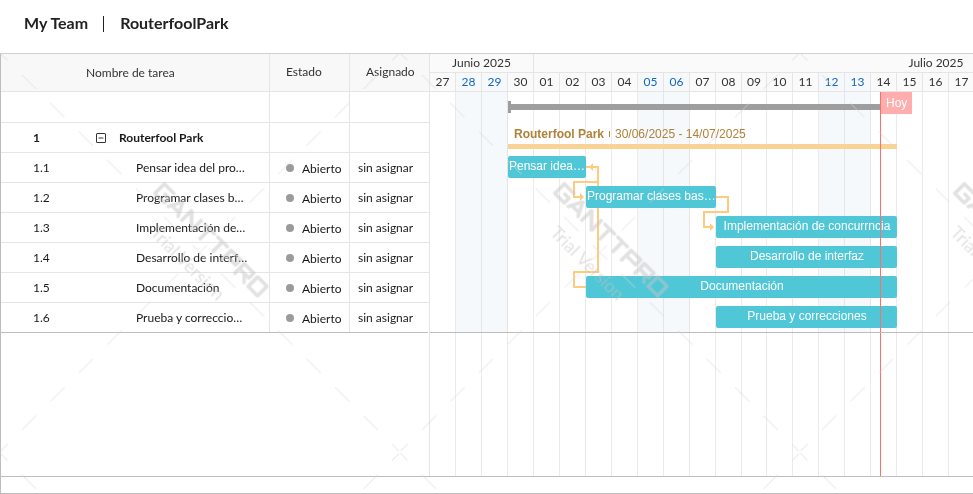 My Team | RouterfoolPark
Nombre de tarea Estado Asignado Junio 2025 Julio 2025
27 28 29 30 01 02 03 04 05 06 07 08 09 10 11 12 13 14 15 16 17
Hoy
1 Routerfool Park
Routerfool Park 30/06/2025 - 14/07/2025
1.1 Pensar idea del pro... Abierto sin asignar Pensar idea...
1.2 Programar clases b... Abierto sin asignar Programar clases bas...
1.3 Implementación de... Abierto sin asignar Implementación de concurrncia
1.4 Desarrollo de interf... Abierto sin asignar Desarrollo de interfaz
1.5 Documentación Abierto sin asignar Documentación
1.6 Prueba y correccio... Abierto sin asignar Prueba y correcciones
GANTTPRO
Trial version
GANTTPRO
Trial Version